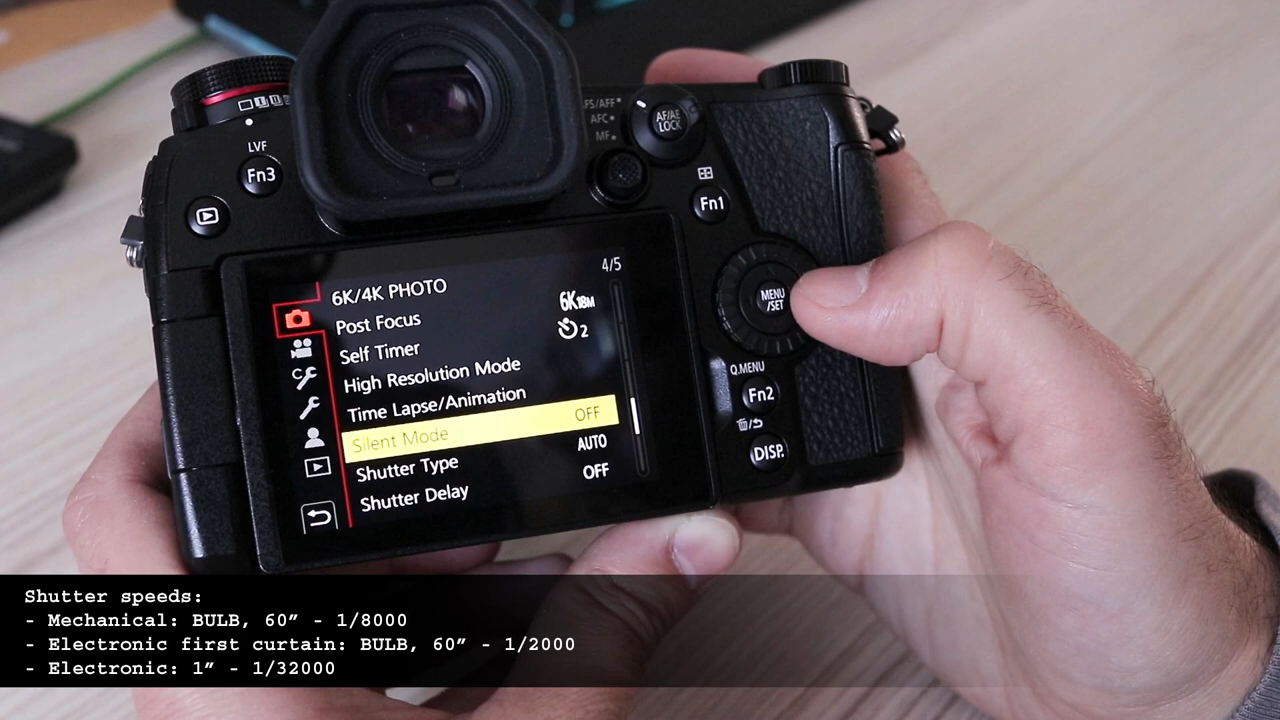 LVF
Fn3
AFS/AFF
AFC
MF
AF/AE
LOCK
Fn1
MENU
/SET
Q.MENU
Fn2
DISP.
4/5
6K/4K PHOTO 6K18M
Post Focus
Self Timer 2
High Resolution Mode
Time Lapse/Animation
Silent Mode OFF
Shutter Type AUTO
Shutter Delay OFF
Shutter speeds:
- Mechanical: BULB, 60” - 1/8000
- Electronic first curtain: BULB, 60” - 1/2000
- Electronic: 1” - 1/32000